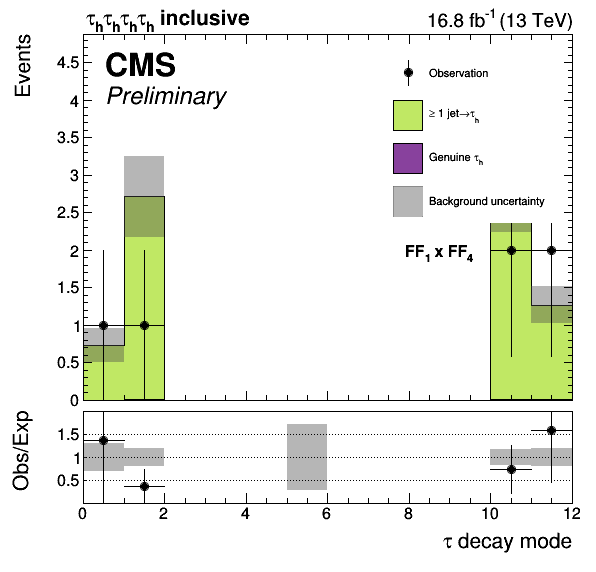 τhτhτhτh inclusive
16.8 fb⁻¹ (13 TeV)
Events
CMS
Preliminary
Observation
≥ 1 jet→τh
Genuine τh
Background uncertainty
FF₁ x FF₄
4.5
4
3.5
3
2.5
2
1.5
1
0.5
0
Obs/Exp
1.5
1
0.5
0 2 4 6 8 10 12
τ decay mode